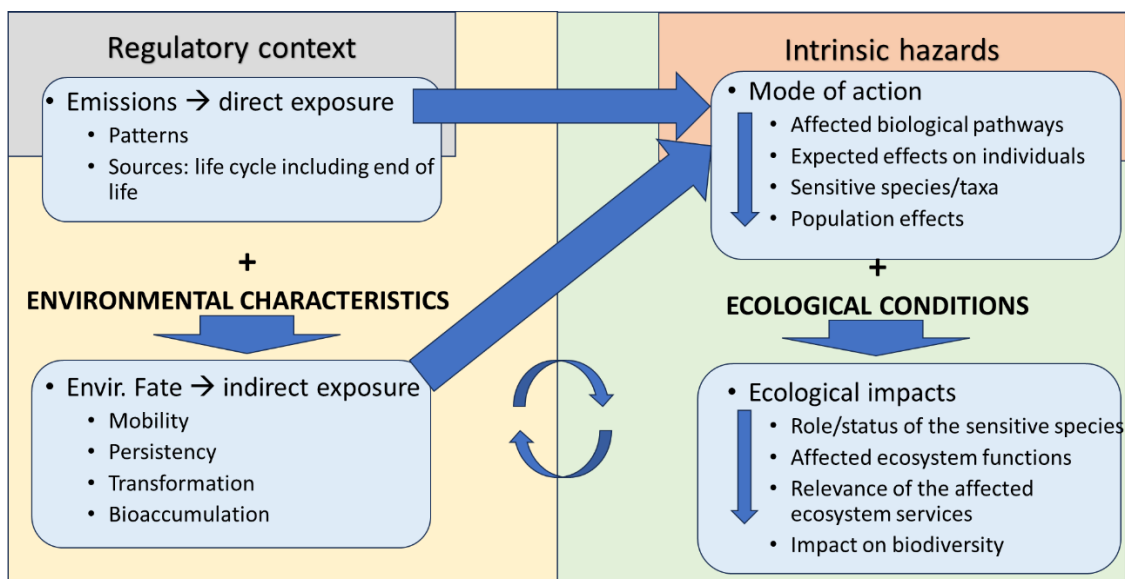 Regulatory context
• Emissions → direct exposure
• Patterns
• Sources: life cycle including end of
life
+
ENVIRONMENTAL CHARACTERISTICS
• Envir. Fate → indirect exposure
• Mobility
• Persistency
• Transformation
• Bioaccumulation
Intrinsic hazards
• Mode of action
• Affected biological pathways
• Expected effects on individuals
• Sensitive species/taxa
• Population effects
+
ECOLOGICAL CONDITIONS
• Ecological impacts
• Role/status of the sensitive species
• Affected ecosystem functions
• Relevance of the affected
ecosystem services
• Impact on biodiversity